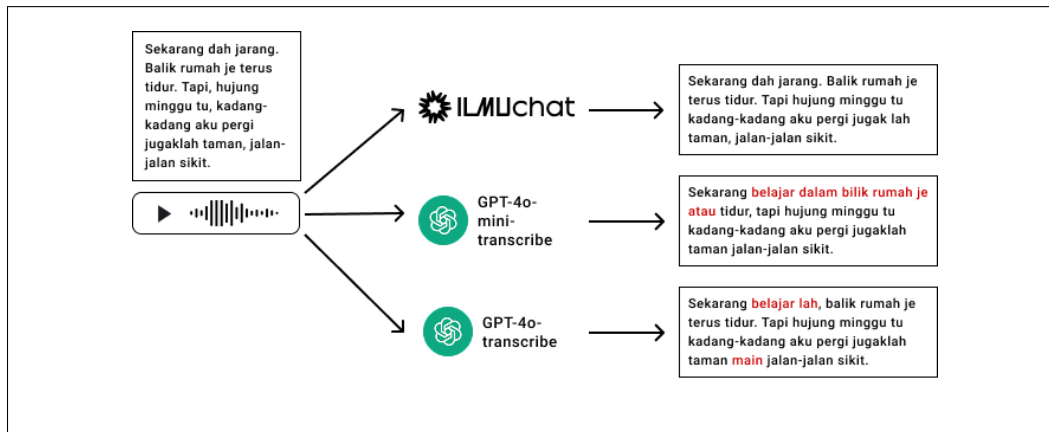 Sekarang dah jarang.
Balik rumah je terus
tidur. Tapi, hujung
minggu tu, kadang-
kadang aku pergi
jugaklah taman, jalan-
jalan sikit.
ILMUchat
Sekarang dah jarang. Balik rumah je
terus tidur. Tapi hujung minggu tu
kadang-kadang aku pergi jugak lah
taman, jalan-jalan sikit.
GPT-4o-
mini-
transcribe
Sekarang belajar dalam bilik rumah je
atau tidur, tapi hujung minggu tu
kadang-kadang aku pergi jugaklah
taman jalan-jalan sikit.
GPT-4o-
transcribe
Sekarang belajar lah, balik rumah je
terus tidur. Tapi hujung minggu tu
kadang-kadang aku pergi jugaklah
taman main jalan-jalan sikit.